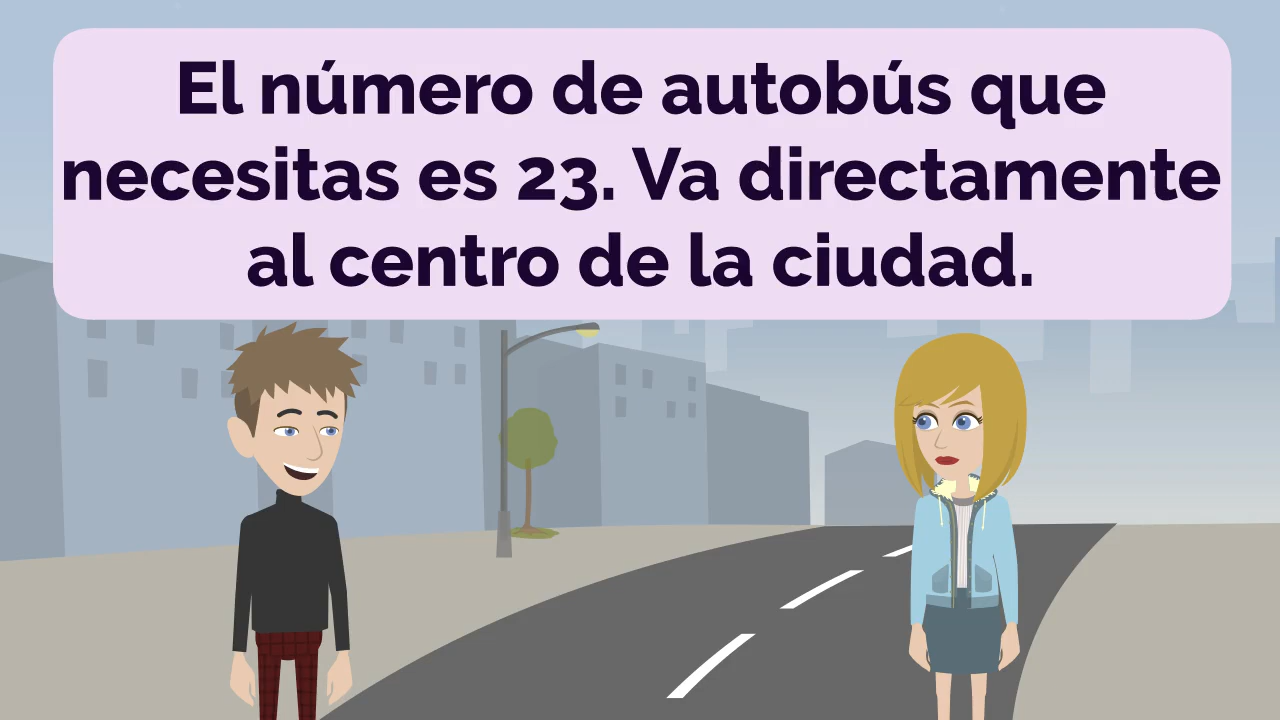 El número de autobús que
necesitas es 23. Va directamente
al centro de la ciudad.